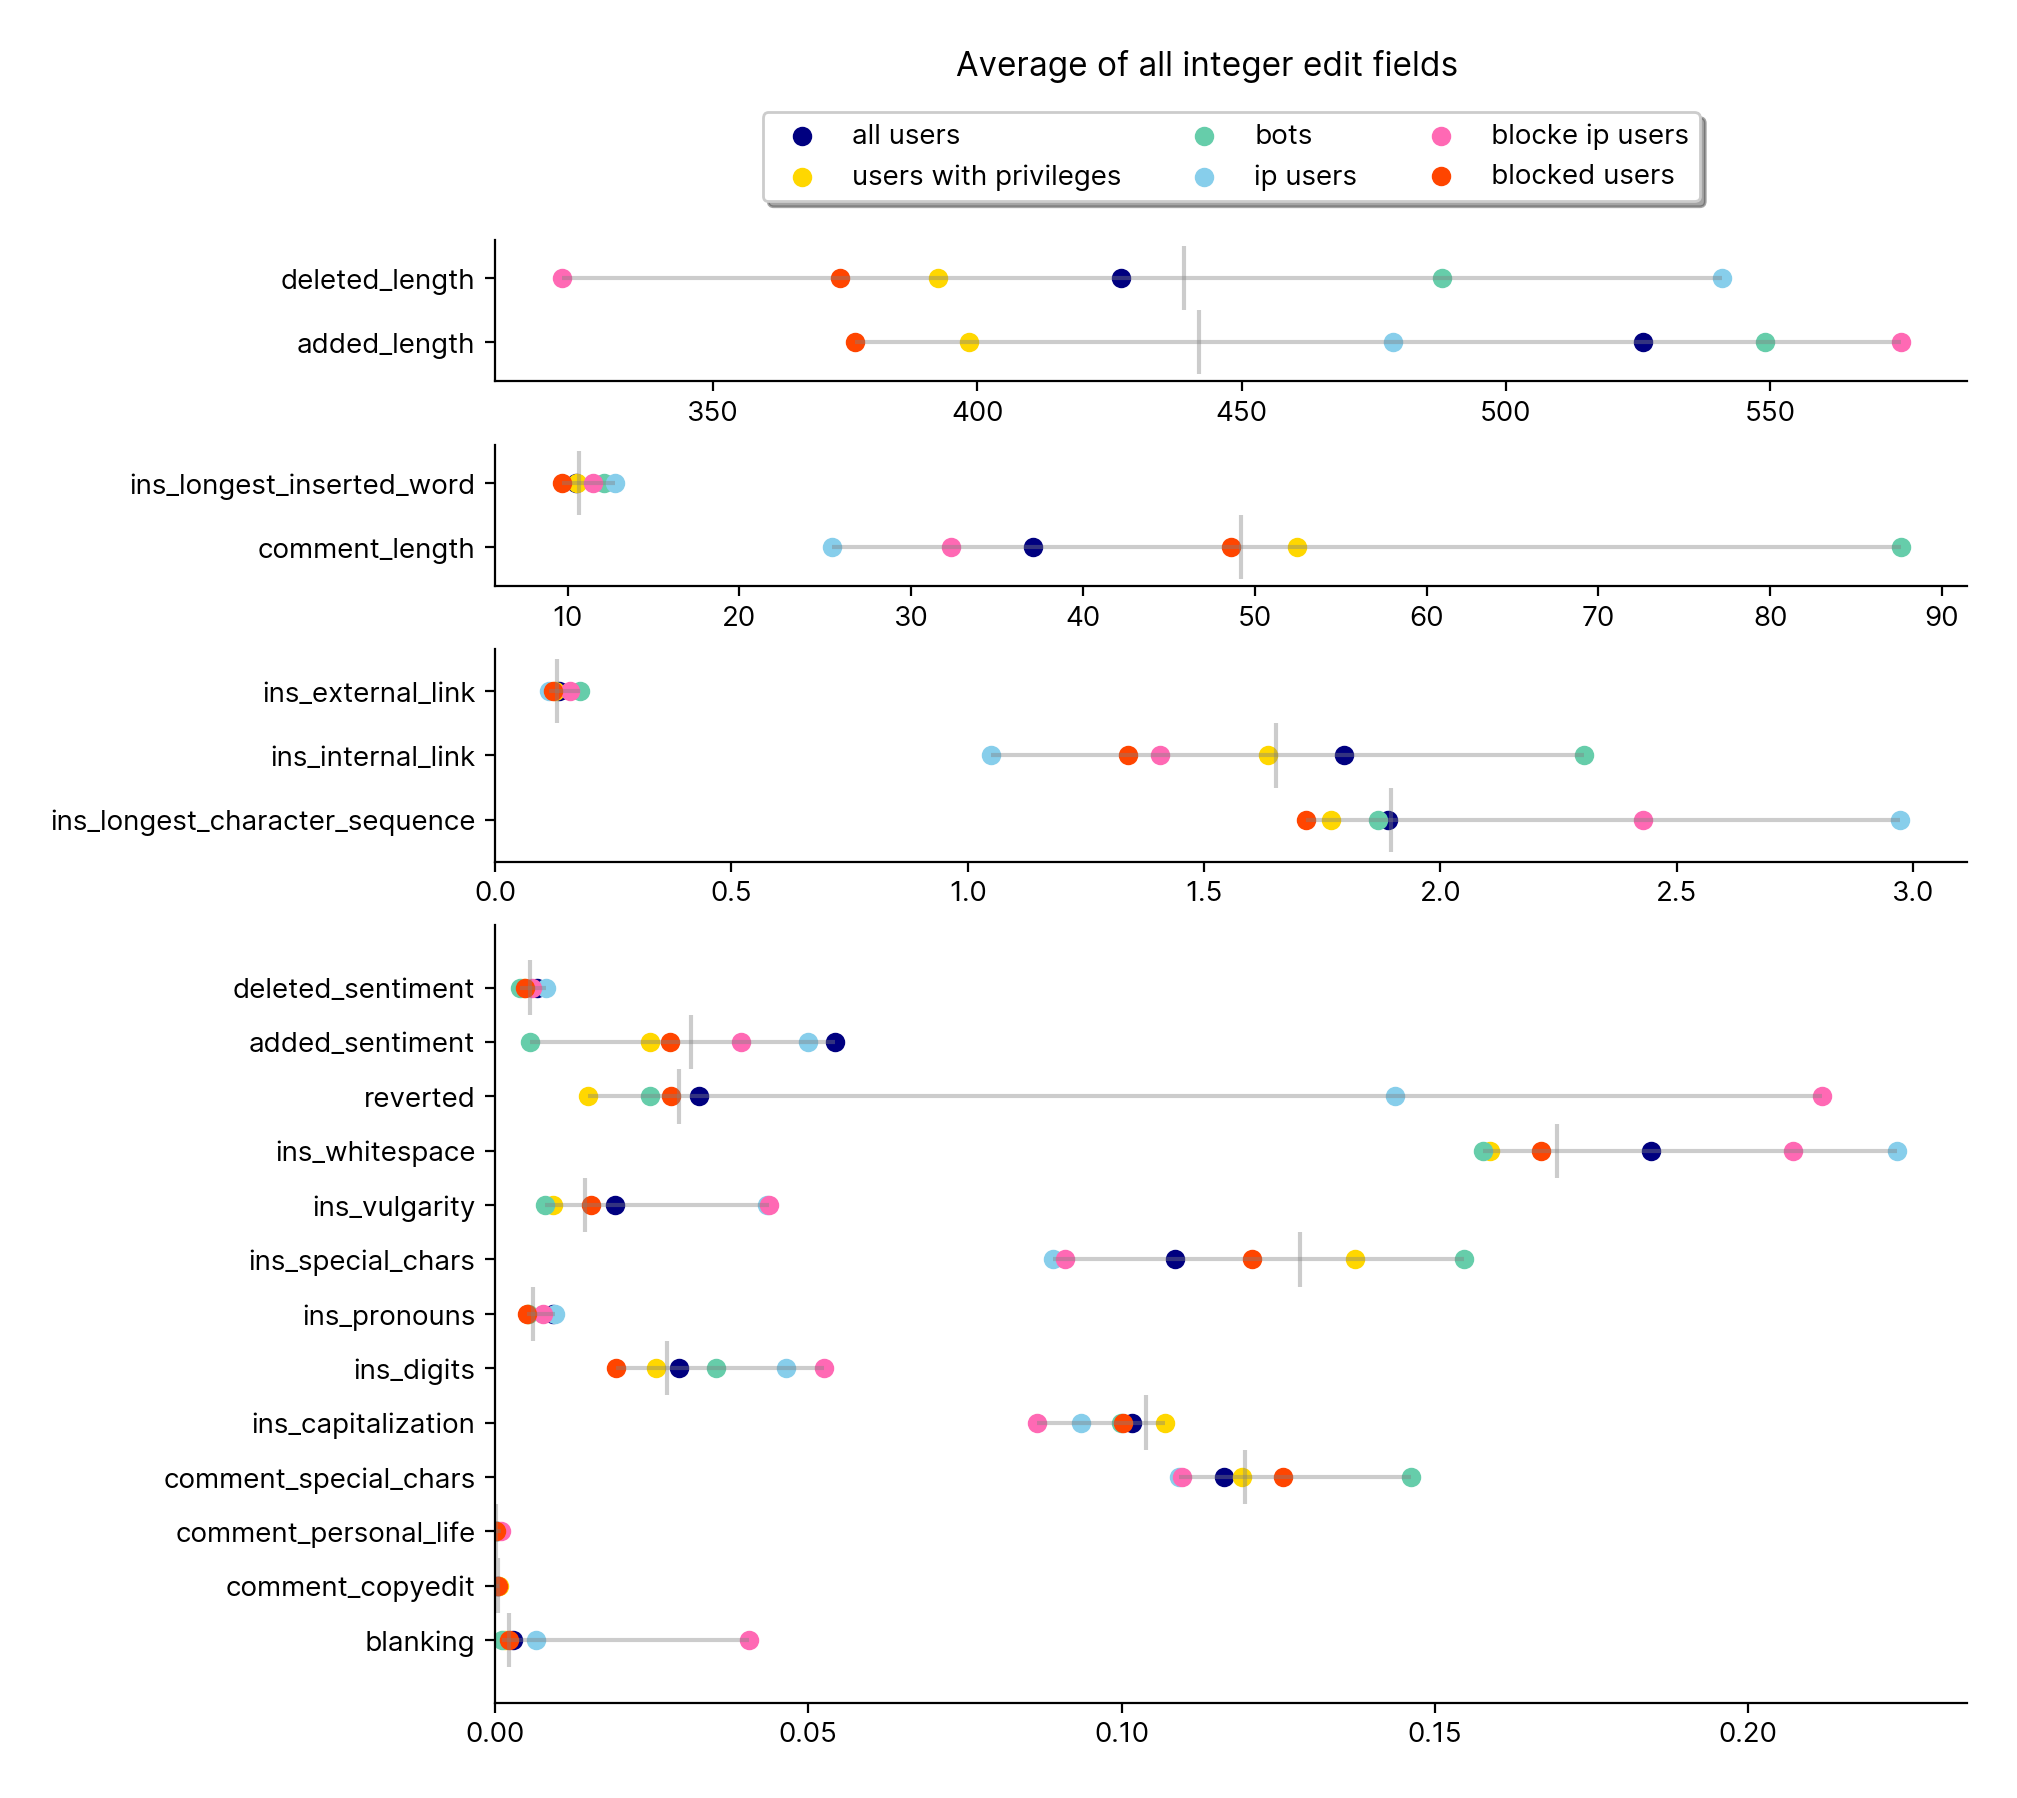 Average of all integer edit fields
all users
users with privileges
bots
ip users
blocke ip users
blocked users
deleted_length
added_length
350 400 450 500 550
ins_longest_inserted_word
comment_length
10 20 30 40 50 60 70 80 90
ins_external_link
ins_internal_link
ins_longest_character_sequence
0.0 0.5 1.0 1.5 2.0 2.5 3.0
deleted_sentiment
added_sentiment
reverted
ins_whitespace
ins_vulgarity
ins_special_chars
ins_pronouns
ins_digits
ins_capitalization
comment_special_chars
comment_personal_life
comment_copyedit
blanking
0.00 0.05 0.10 0.15 0.20